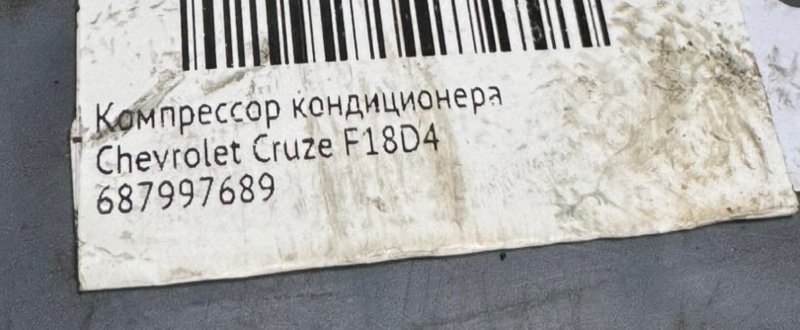 Компрессор кондиционера
Chevrolet Cruze F18D4
687997689